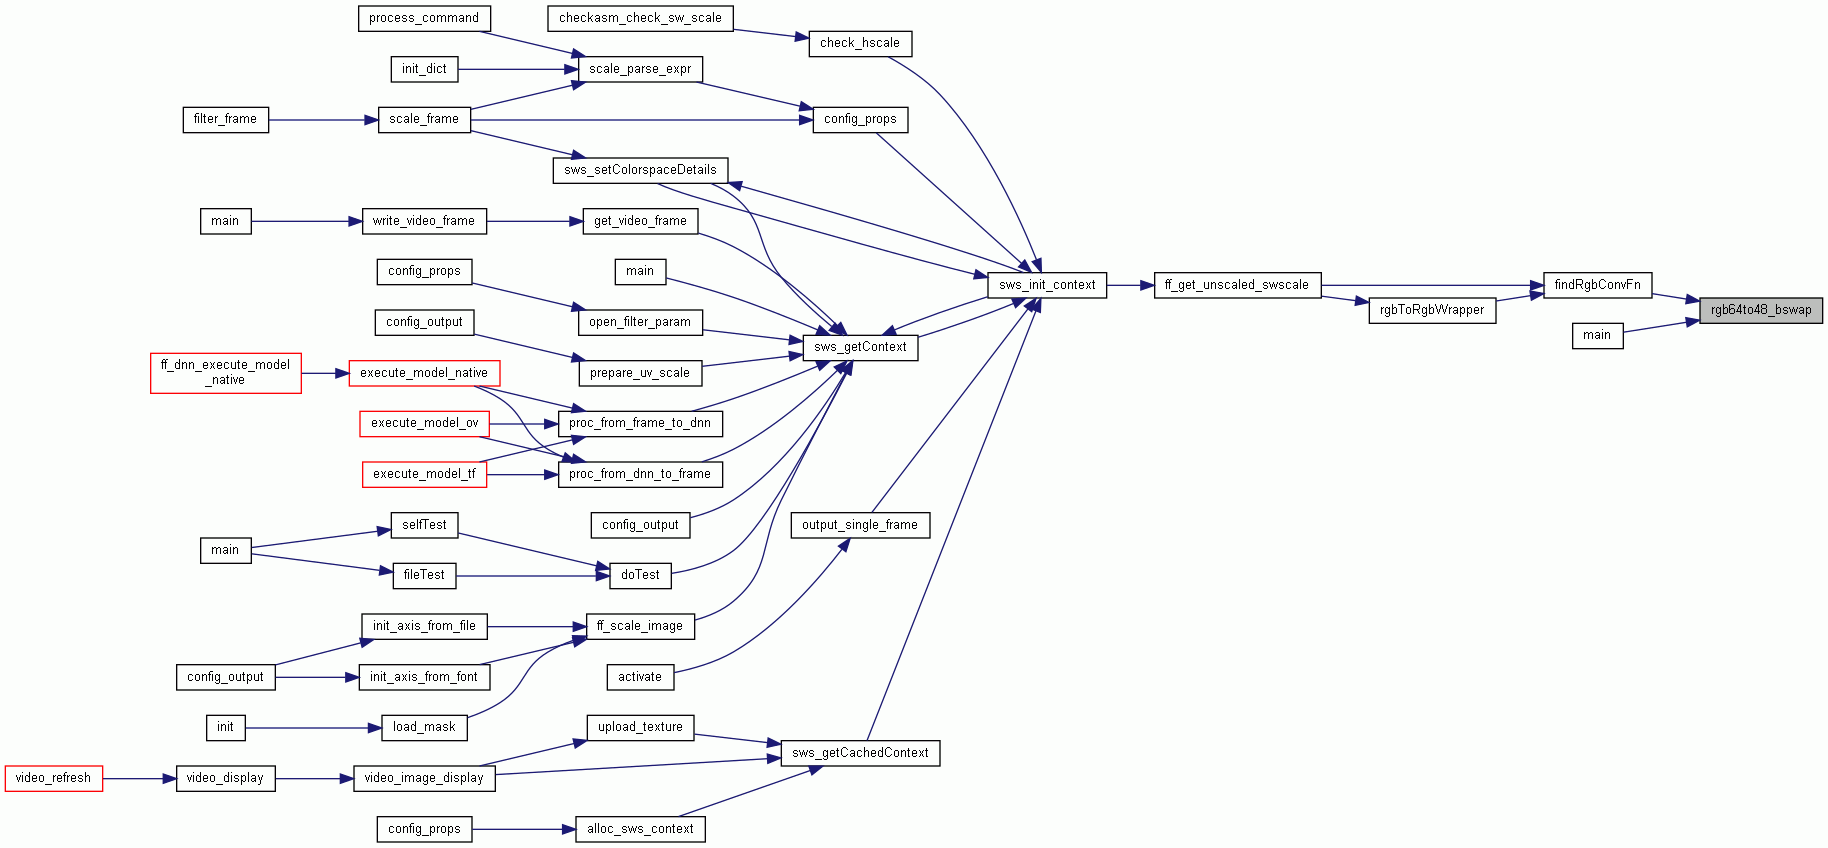 process_command
checkasm_check_sw_scale
check_hscale
init_dict
scale_parse_expr
filter_frame
scale_frame
config_props
sws_setColorspaceDetails
main
write_video_frame
get_video_frame
config_props
main
sws_init_context
ff_get_unscaled_swscale
findRgbConvFn
rgb64to48_bswap
rgbToRgbWrapper
main
config_output
open_filter_param
sws_getContext
ff_dnn_execute_model
_native
execute_model_native
prepare_uv_scale
execute_model_ov
proc_from_frame_to_dnn
execute_model_tf
proc_from_dnn_to_frame
selfTest
config_output
output_single_frame
main
fileTest
doTest
init_axis_from_file
ff_scale_image
config_output
init_axis_from_font
activate
init
load_mask
upload_texture
sws_getCachedContext
video_refresh
video_display
video_image_display
config_props
alloc_sws_context